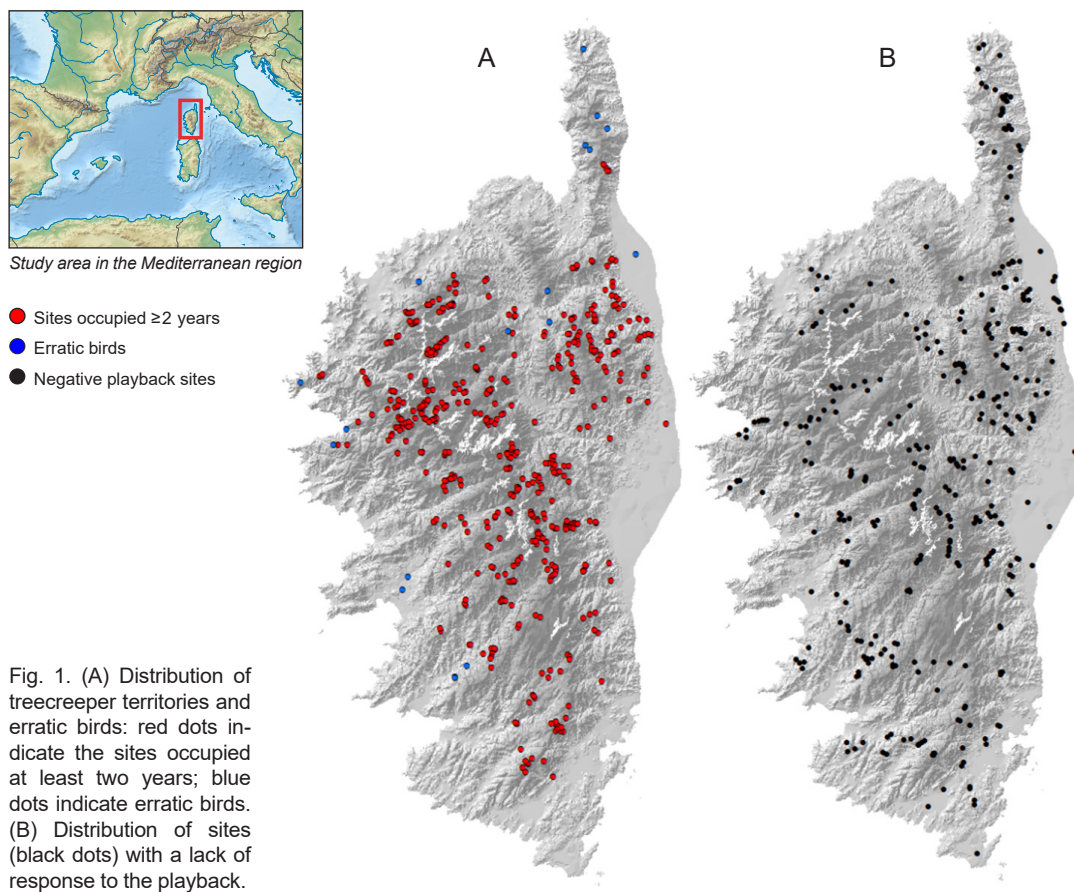 A
B
Study area in the Mediterranean region
Sites occupied ≥2 years
Erratic birds
Negative playback sites
Fig. 1. (A) Distribution of
treecreeper territories and
erratic birds: red dots in-
dicate the sites occupied
at least two years; blue
dots indicate erratic birds.
(B) Distribution of sites
(black dots) with a lack of
response to the playback.